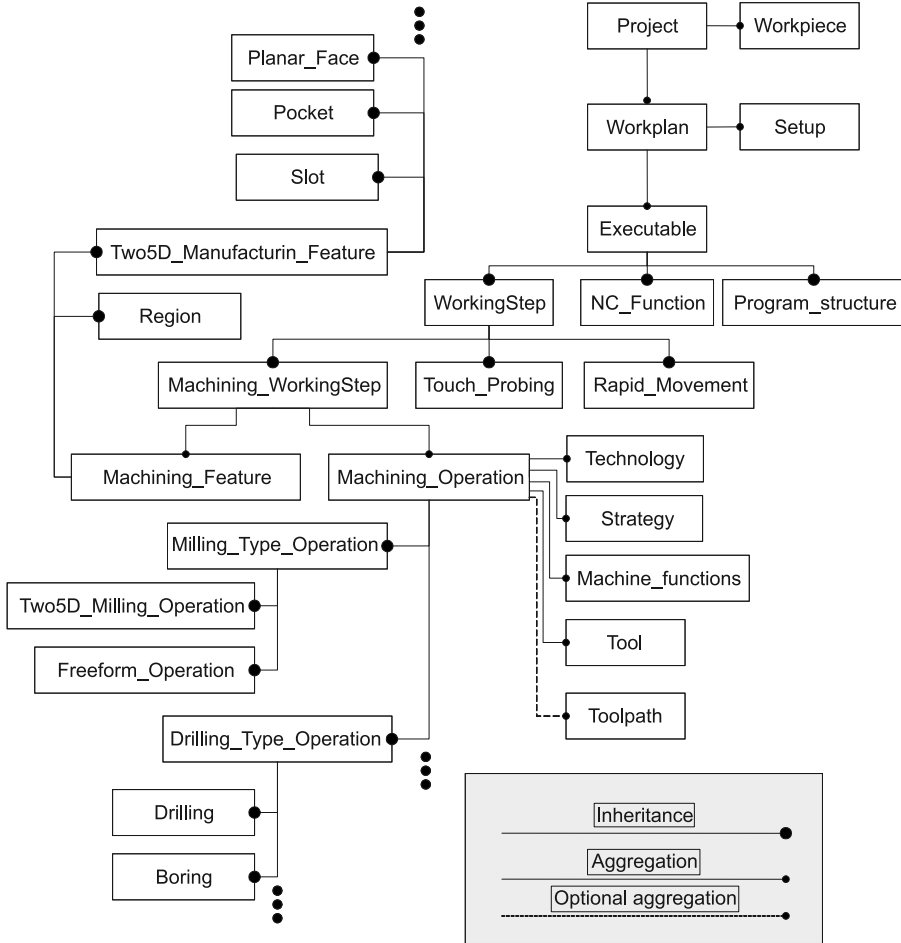 Project
Workpiece
Planar_Face
Pocket
Workplan
Setup
Slot
Executable
Two5D_Manufacturin_Feature
WorkingStep
NC_Function
Program_structure
Region
Machining_WorkingStep
Touch_Probing
Rapid_Movement
Machining_Feature
Machining_Operation
Technology
Strategy
Milling_Type_Operation
Machine_functions
Two5D_Milling_Operation
Tool
Freeform_Operation
Toolpath
Drilling_Type_Operation
Drilling
Boring
Inheritance
Aggregation
Optional aggregation